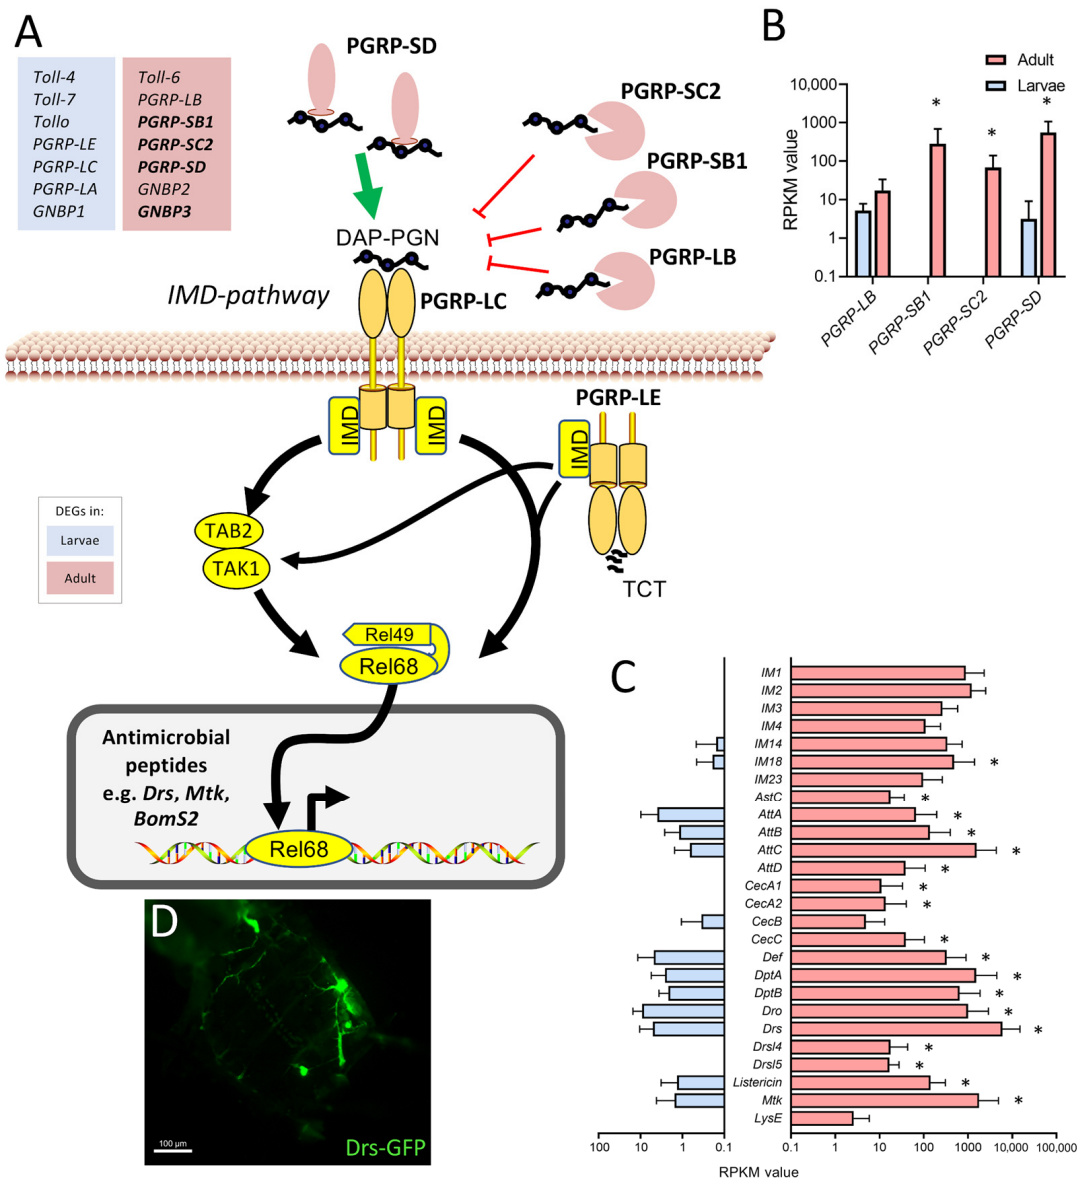 A
Toll-4
Toll-7
Tollo
PGRP-LE
PGRP-LC
PGRP-LA
GNBP1
Toll-6
PGRP-LB
PGRP-SB1
PGRP-SC2
PGRP-SD
GNBP2
GNBP3
PGRP-SD
PGRP-SC2
PGRP-SB1
PGRP-LB
DAP-PGN
IMD-pathway
PGRP-LC
IMD
IMD
PGRP-LE
IMD
TCT
DEGs in:
Larvae
Adult
TAB2
TAK1
Rel49
Rel68
Antimicrobial
peptides
e.g. Drs, Mtk,
BomS2
Rel68
B
Adult
Larvae
RPKM value
10,000
1000
100
10
1
0.1
* * * *
PGRP-LB
PGRP-SB1
PGRP-SC2
PGRP-SD
C
IM1
IM2
IM3
IM4
IM14
IM18 *
IM23
AstC *
AttA *
AttB *
AttC *
AttD *
CecA1 *
CecA2 *
CecB
CecC *
Def *
DptA *
DptB *
Dro *
Drs *
Drsl4 *
Drsl5 *
Listericin *
Mtk *
LysE
100 10 1 0.1 0.1 1 10 100 1000 10,000 100,000
RPKM value
D
100 µm
Drs-GFP